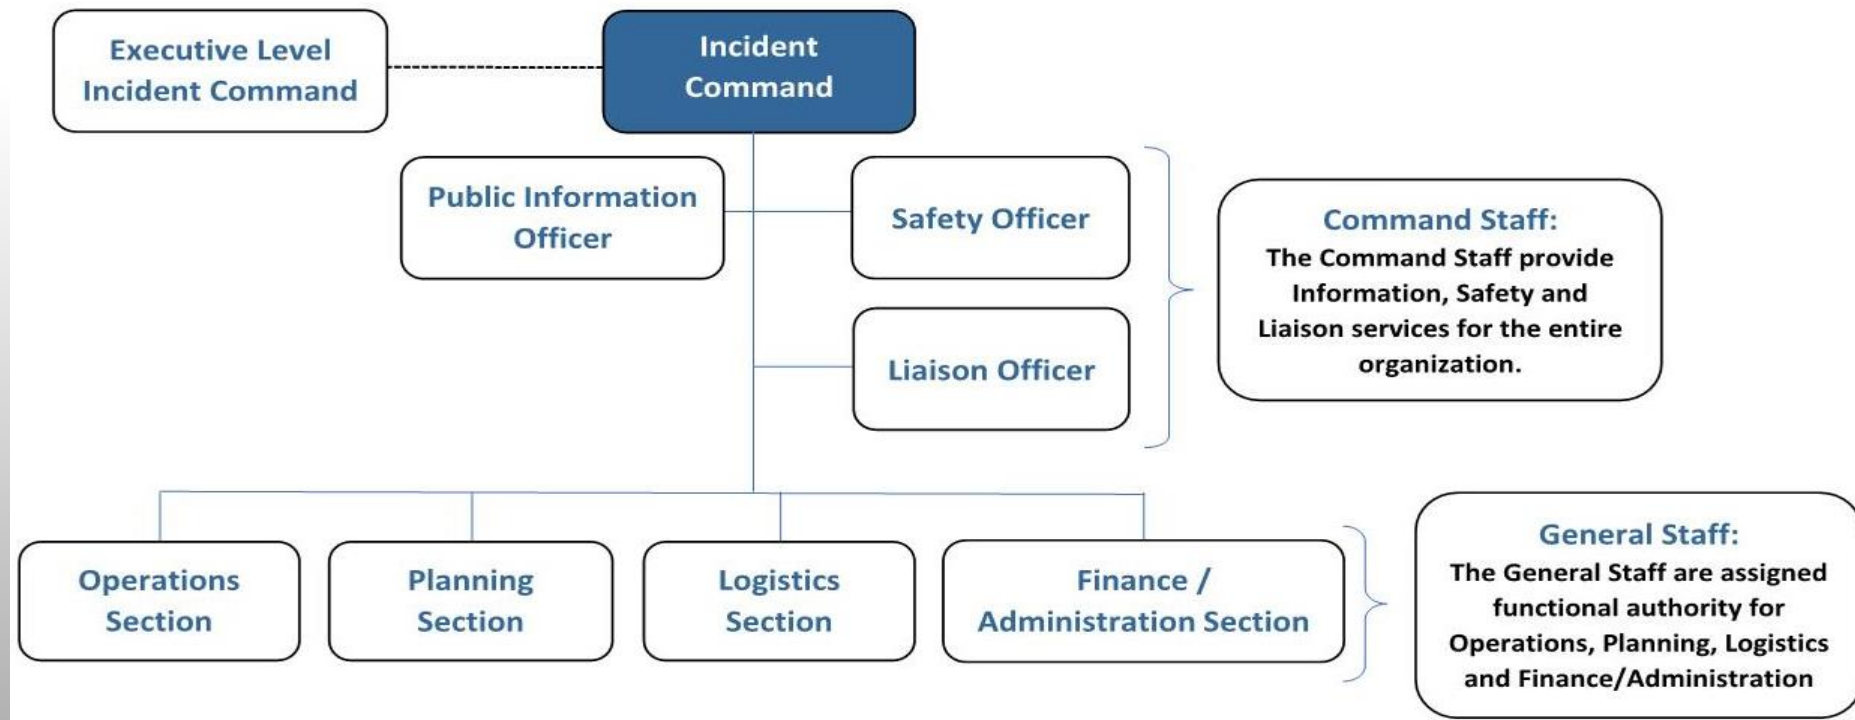 Executive Level
Incident Command
Incident
Command
Public Information
Officer
Safety Officer
Liaison Officer
Command Staff:
The Command Staff provide
Information, Safety and
Liaison services for the entire
organization.
Operations
Section
Planning
Section
Logistics
Section
Finance /
Administration Section
General Staff:
The General Staff are assigned
functional authority for
Operations, Planning, Logistics
and Finance/Administration